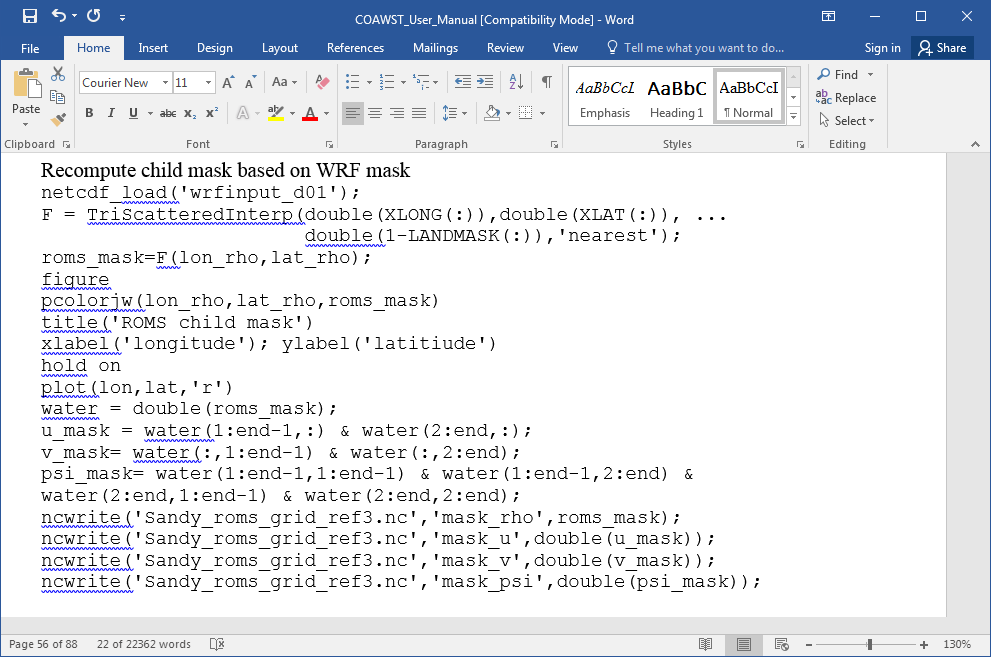 COAWST_User_Manual [Compatibility Mode] - Word
File Home Insert Design Layout References Mailings Review View Tell me what you want to do... Sign in Share
Paste
Courier New 11 Aa
B I U abc x2 x2 A ab A
AaBbCcI AaBbC AaBbCcI
Emphasis Heading 1 ¶ Normal
Find
Replace
Select
Clipboard Font Paragraph Styles Editing
Recompute child mask based on WRF mask
netcdf_load('wrfinput_d01');
F = TriScatteredInterp(double(XLONG(:)),double(XLAT(:)), ...
double(1-LANDMASK(:)),'nearest');
roms_mask=F(lon_rho,lat_rho);
figure
pcolorjw(lon_rho,lat_rho,roms_mask)
title('ROMS child mask')
xlabel('longitude'); ylabel('latitiude')
hold on
plot(lon,lat,'r')
water = double(roms_mask);
u_mask = water(1:end-1,:) & water(2:end,:);
v_mask= water(:,1:end-1) & water(:,2:end);
psi_mask= water(1:end-1,1:end-1) & water(1:end-1,2:end) &
water(2:end,1:end-1) & water(2:end,2:end);
ncwrite('Sandy_roms_grid_ref3.nc','mask_rho',roms_mask);
ncwrite('Sandy_roms_grid_ref3.nc','mask_u',double(u_mask));
ncwrite('Sandy_roms_grid_ref3.nc','mask_v',double(v_mask));
ncwrite('Sandy_roms_grid_ref3.nc','mask_psi',double(psi_mask));
Page 56 of 88 22 of 22362 words 130%